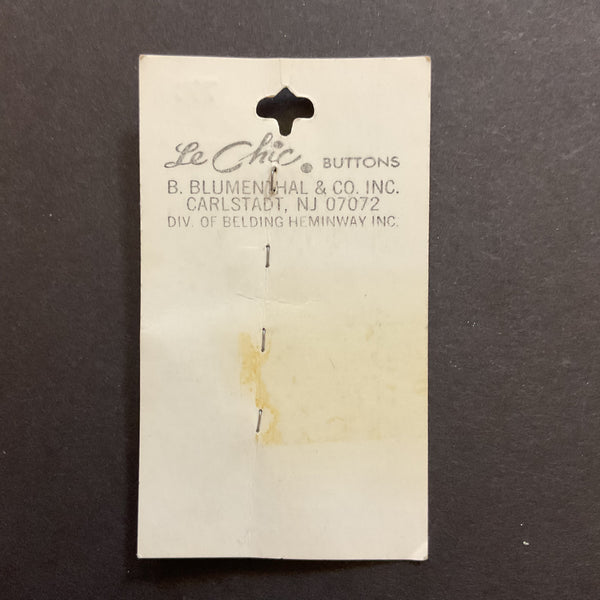 Le Chic® BUTTONS
B. BLUMENTHAL & CO. INC.
CARLSTADT, NJ 07072
DIV. OF BELDING HEMINWAY INC.